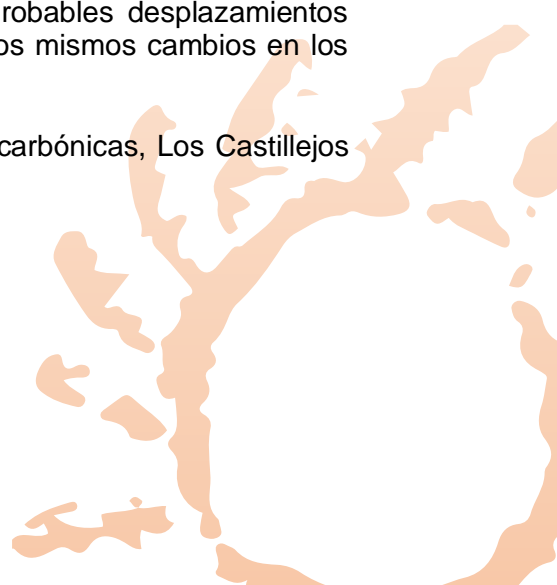 robables desplazamientos
os mismos cambios en los
carbónicas, Los Castillejos